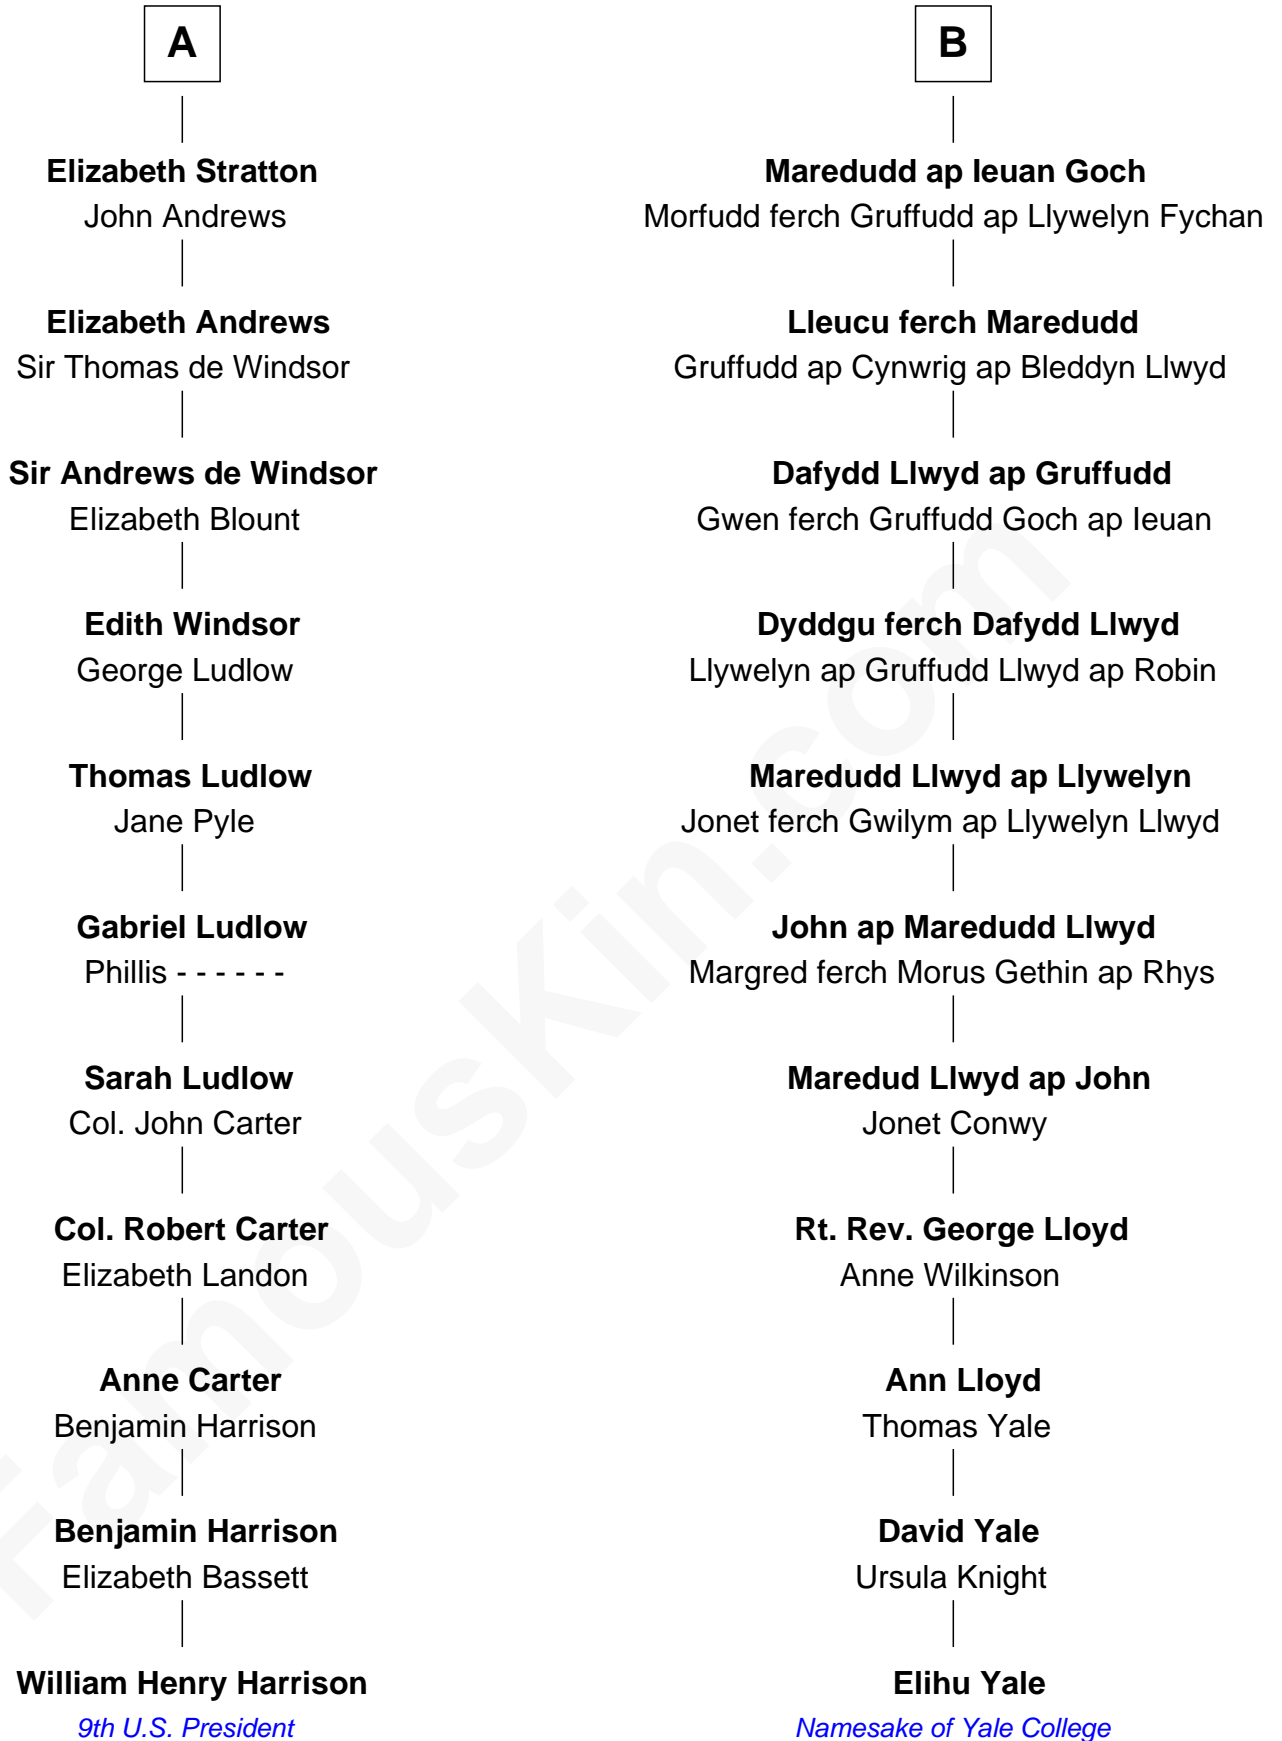 A
Elizabeth Stratton
John Andrews
Elizabeth Andrews
Sir Thomas de Windsor
Sir Andrews de Windsor
Elizabeth Blount
Edith Windsor
George Ludlow
Thomas Ludlow
Jane Pyle
Gabriel Ludlow
Phillis - - - - - -
Sarah Ludlow
Col. John Carter
Col. Robert Carter
Elizabeth Landon
Anne Carter
Benjamin Harrison
Benjamin Harrison
Elizabeth Bassett
William Henry Harrison
9th U.S. President
B
Maredudd ap Ieuan Goch
Morfudd ferch Gruffudd ap Llywelyn Fychan
Lleucu ferch Maredudd
Gruffudd ap Cynwrig ap Bleddyn Llwyd
Dafydd Llwyd ap Gruffudd
Gwen ferch Gruffudd Goch ap Ieuan
Dyddgu ferch Dafydd Llwyd
Llywelyn ap Gruffudd Llwyd ap Robin
Maredudd Llwyd ap Llywelyn
Jonet ferch Gwilym ap Llywelyn Llwyd
John ap Maredudd Llwyd
Margred ferch Morus Gethin ap Rhys
Maredud Llwyd ap John
Jonet Conwy
Rt. Rev. George Lloyd
Anne Wilkinson
Ann Lloyd
Thomas Yale
David Yale
Ursula Knight
Elihu Yale
Namesake of Yale College
FamousKin.com